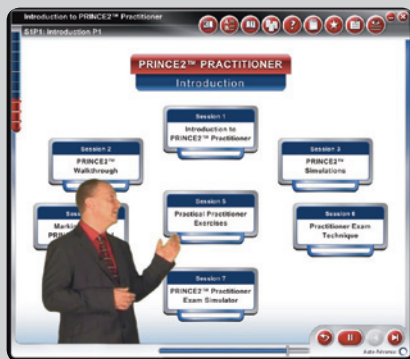 Introduction to PRINCE2™ Practitioner
S1P1: Introduction P1
PRINCE2™ PRACTITIONER
Introduction
Session 1
Introduction to
PRINCE2™ Practitioner
Session 2
PRINCE2™
Walkthrough
Session 3
PRINCE2™
Simulations
Session 5
Practical Practitioner
Exercises
Session 6
Practitioner Exam
Technique
Session 7
PRINCE2™ Practitioner
Exam Simulator
Auto-Advance